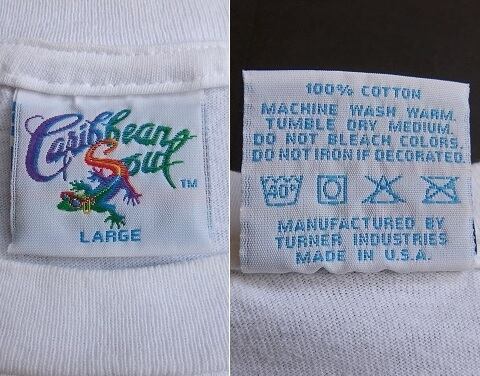 Caribbean
Soul
TM
LARGE
100% COTTON
MACHINE WASH WARM.
TUMBLE DRY MEDIUM.
DO NOT BLEACH COLORS.
DO NOT IRON IF DECORATED.
40°
MANUFACTURED BY
TURNER INDUSTRIES
MADE IN U.S.A.